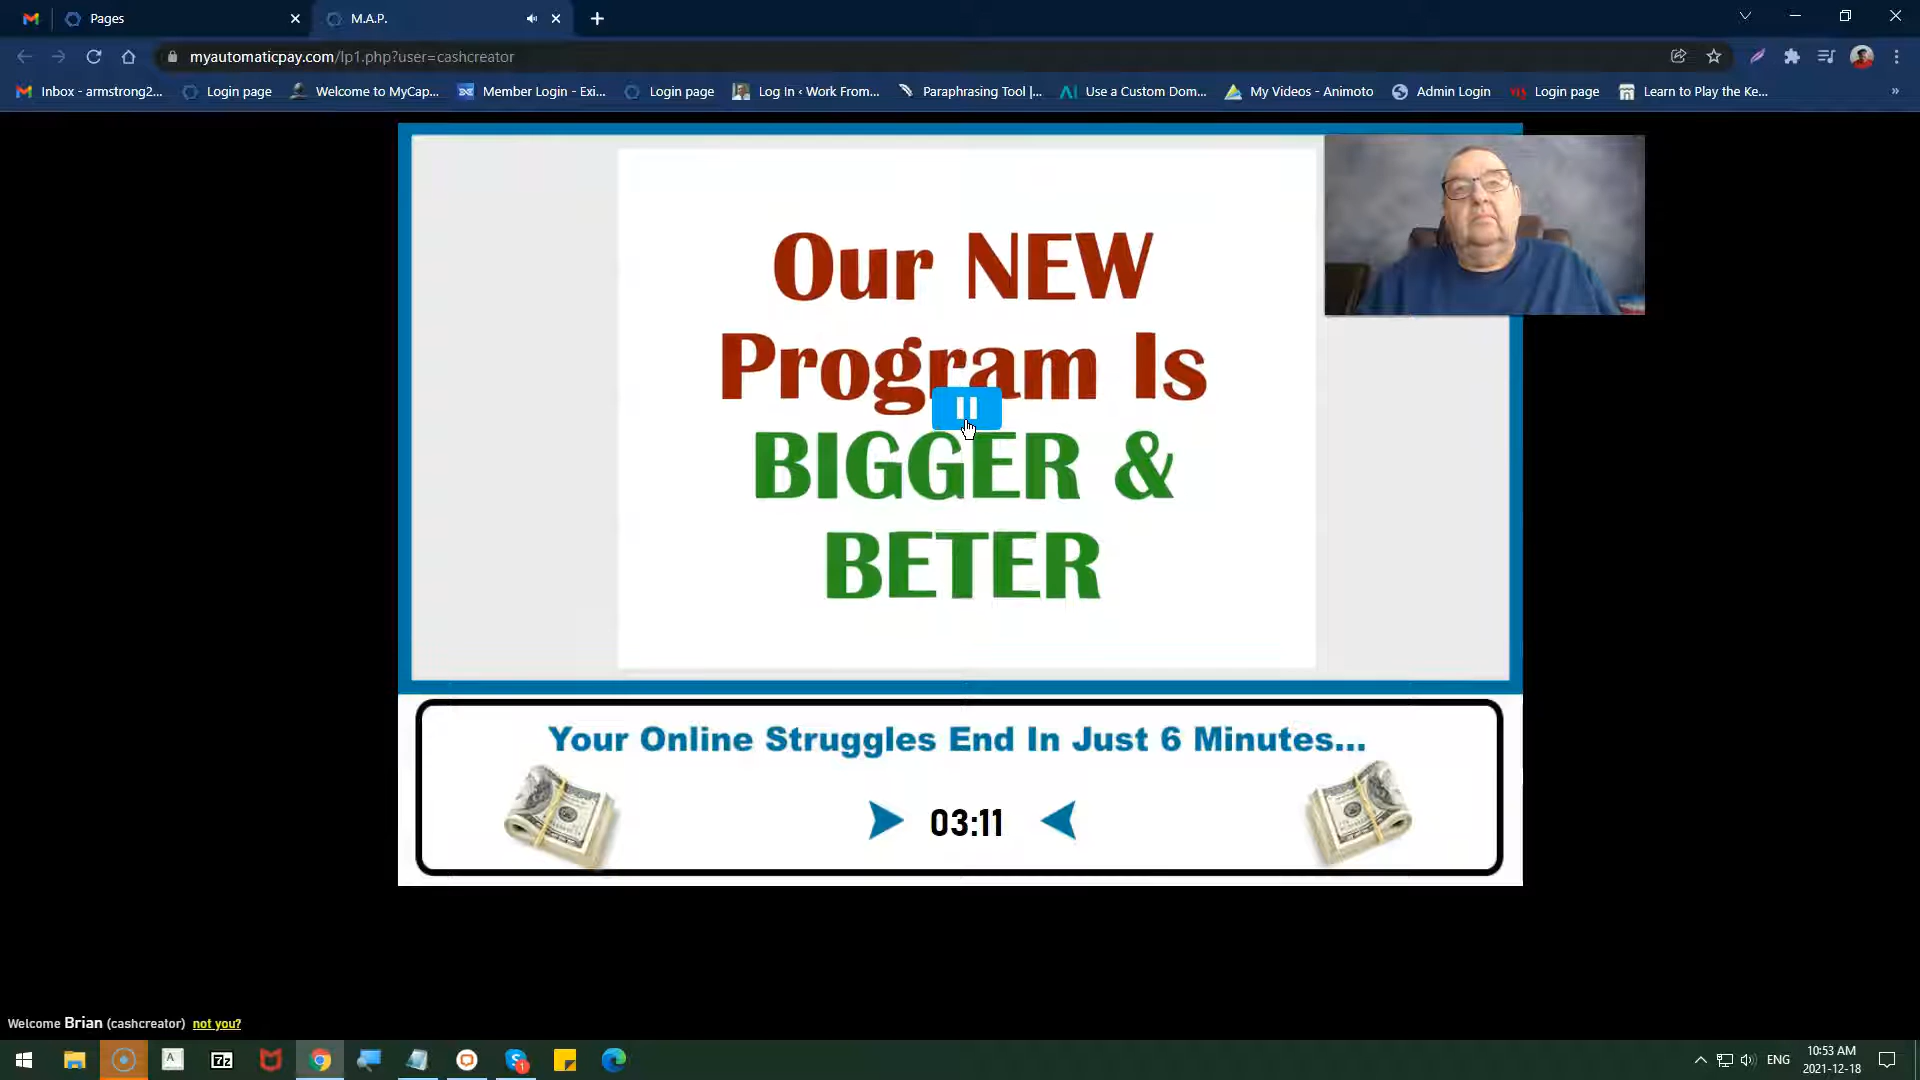 Pages
M.A.P.
myautomaticpay.com/lp1.php?user=cashcreator
Inbox - armstrong2...
Login page
Welcome to MyCap...
Member Login - Exi...
Login page
Log In ‹ Work From...
Paraphrasing Tool |...
Use a Custom Dom...
My Videos - Animoto
Admin Login
Login page
Learn to Play the Ke...
»
Our NEW
Program Is
BIGGER &
BETER
Your Online Struggles End In Just 6 Minutes...
03:11
Welcome Brian (cashcreator) not you?
A
7z
1
ENG
10:53 AM
2021-12-18